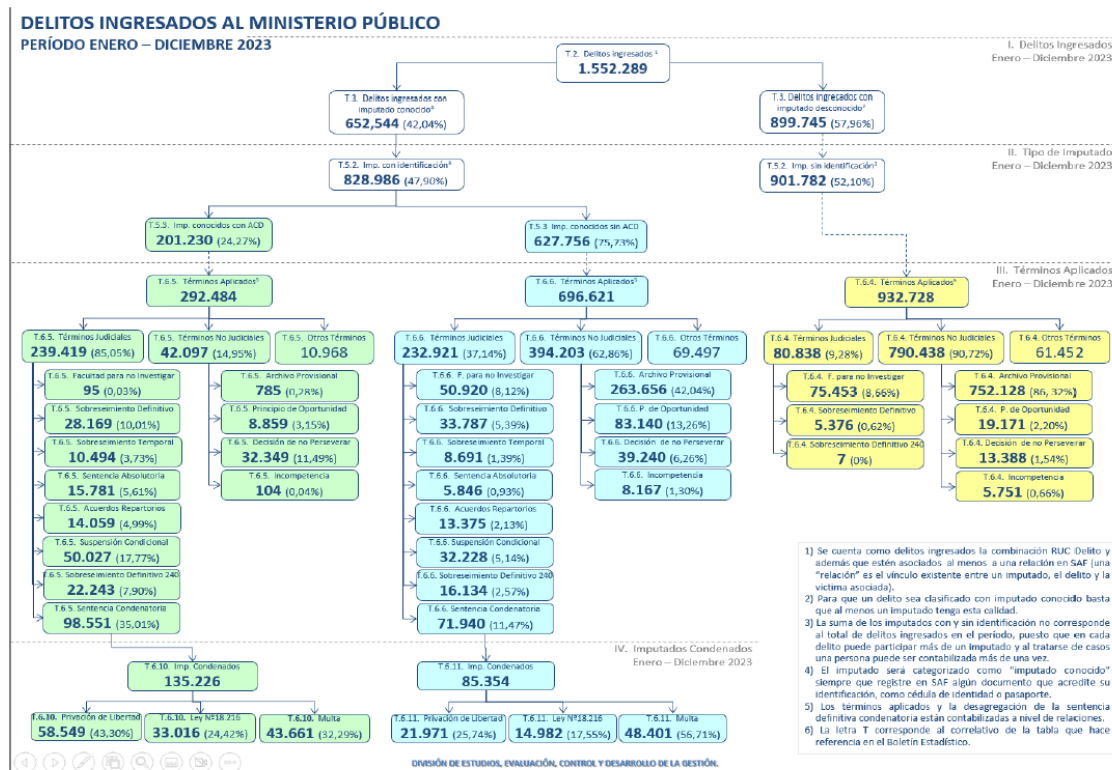 DELITOS INGRESADOS AL MINISTERIO PÚBLICO
PERÍODO ENERO – DICIEMBRE 2023
I. Delitos Ingresados
Enero – Diciembre 2023
T.2. Delitos ingresados 1
1.552.289
T.3. Delitos ingresados con
imputado conocido2
652,544 (42,04%)
T.3. Delitos ingresados con
imputado desconocido2
899.745 (57,96%)
II. Tipo de Imputado
Enero – Diciembre 2023
T.5.2. Imp. con identificación3
828.986 (47,90%)
T.5.2. Imp. sin identificación3
901.782 (52,10%)
T.5.3. Imp. conocidos con ACD
201.230 (24,27%)
T.5.3 Imp. conocidos sin ACD
627.756 (75,73%)
III. Términos Aplicados
Enero – Diciembre 2023
T.6.5. Términos Aplicados5
292.484
T.6.6. Términos Aplicados5
696.621
T.6.4. Términos Aplicados5
932.728
T.6.5. Términos Judiciales
239.419 (85,05%)
T.6.5. Términos No Judiciales
42.097 (14,95%)
T.6.5. Otros Términos
10.968
T.6.6. Términos Judiciales
232.921 (37,14%)
T.6.6. Términos No Judiciales
394.203 (62,86%)
T.6.6. Otros Términos
69.497
T.6.4. Términos Judiciales
80.838 (9,28%)
T.6.4. Términos No Judiciales
790.438 (90,72%)
T.6.4. Otros Términos
61.452
T.6.5. Facultad para no Investigar
95 (0,03%)
T.6.5. Sobreseimiento Definitivo
28.169 (10,01%)
T.6.5. Sobreseimiento Temporal
10.494 (3,73%)
T.6.5. Sentencia Absolutoria
15.781 (5,61%)
T.6.5. Acuerdos Repartorios
14.059 (4,99%)
T.6.5. Suspensión Condicional
50.027 (17,77%)
T.6.5. Sobreseimiento Definitivo 240
22.243 (7,90%)
T.6.5. Sentencia Condenatoria
98.551 (35,01%)
T.6.5. Archivo Provisional
785 (0,28%)
T.6.5. Principio de Oportunidad
8.859 (3,15%)
T.6.5. Decisión de no Perseverar
32.349 (11,49%)
T.6.5. Incompetencia
104 (0,04%)
T.6.6. F. para no Investigar
50.920 (8,12%)
T.6.6. Sobreseimiento Definitivo
33.787 (5,39%)
T.6.6. Sobreseimiento Temporal
8.691 (1,39%)
T.6.6. Sentencia Absolutoria
5.846 (0,93%)
T.6.6. Acuerdos Repartorios
13.375 (2,13%)
T.6.6. Suspensión Condicional
32.228 (5,14%)
T.6.6. Sobreseimiento Definitivo 240
16.134 (2,57%)
T.6.6. Sentencia Condenatoria
71.940 (11,47%)
T.6.6. Archivo Provisional
263.656 (42,04%)
T.6.6. P. de Oportunidad
83.140 (13,26%)
T.6.6. Decisión de no Perseverar
39.240 (6,26%)
T.6.6. Incompetencia
8.167 (1,30%)
T.6.4. F. para no Investigar
75.453 (8,66%)
T.6.4. Sobreseimiento Definitivo
5.376 (0,62%)
T.6.4. Sobreseimiento Definitivo 240
7 (0%)
T.6.4. Archivo Provisional
752.128 (86,32%)
T.6.4. P. de Oportunidad
19.171 (2,20%)
T.6.4. Decisión de no Perseverar
13.388 (1,54%)
T.6.4. Incompetencia
5.751 (0,66%)
IV. Imputados Condenados
Enero – Diciembre 2023
T.6.10. Imp. Condenados
135.226
T.6.11. Imp. Condenados
85.354
T.6.10. Privación de Libertad
58.549 (43,30%)
T.6.10. Ley Nº18.216
33.016 (24,42%)
T.6.10. Multa
43.661 (32,29%)
T.6.11. Privación de Libertad
21.971 (25,74%)
T.6.11. Ley Nº18.216
14.982 (17,55%)
T.6.11. Multa
48.401 (56,71%)
1) Se cuenta como delitos ingresados la combinación RUC Delito y
además que estén asociados al menos a una relación en SAF (una
"relación" es el vínculo existente entre un imputado, el delito y la
víctima asociada).
2) Para que un delito sea clasificado con imputado conocido basta
que al menos un imputado tenga esta calidad.
3) La suma de los imputados con y sin identificación no corresponde
al total de delitos ingresados en el período, puesto que en cada
delito puede participar más de un imputado y al tratarse de casos
una persona puede ser contabilizada más de una vez.
4) El imputado será categorizado como "imputado conocido"
siempre que registre en SAF algún documento que acredite su
identificación, como cédula de identidad o pasaporte.
5) Los términos aplicados y la desagregación de la sentencia
definitiva condenatoria están contabilizadas a nivel de relaciones.
6) La letra T corresponde al correlativo de la tabla que hace
referencia en el Boletín Estadístico.
DIVISIÓN DE ESTUDIOS, EVALUACIÓN, CONTROL Y DESARROLLO DE LA GESTIÓN.